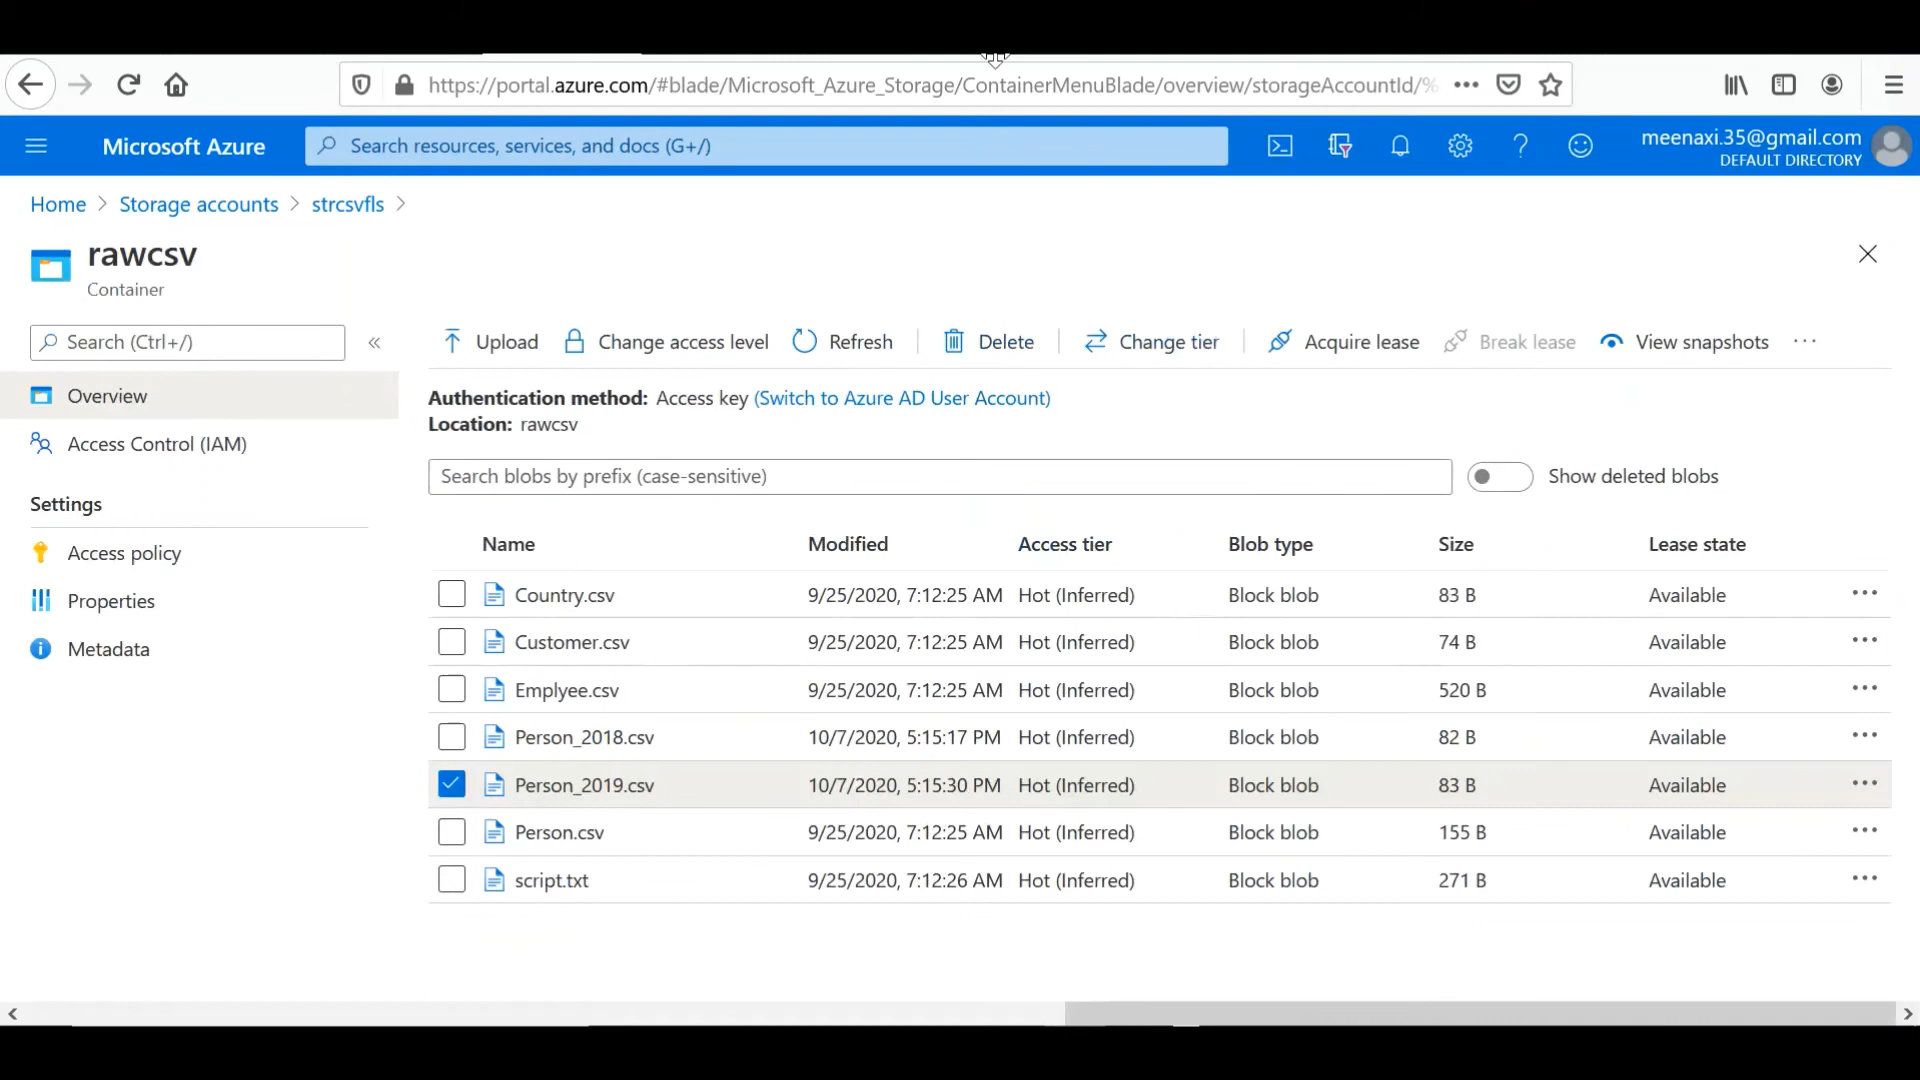 https://portal.azure.com/#blade/Microsoft_Azure_Storage/ContainerMenuBlade/overview/storageAccountId/%
Microsoft Azure
Search resources, services, and docs (G+/)
meenaxi.35@gmail.com
DEFAULT DIRECTORY
Home > Storage accounts > strcsvfls >
rawcsv
Container
Search (Ctrl+/)
«
Upload Change access level Refresh Delete Change tier Acquire lease Break lease View snapshots ...
Overview
Access Control (IAM)
Settings
Access policy
Properties
Metadata
Authentication method: Access key (Switch to Azure AD User Account)
Location: rawcsv
Search blobs by prefix (case-sensitive)
Show deleted blobs
Name Modified Access tier Blob type Size Lease state
Country.csv 9/25/2020, 7:12:25 AM Hot (Inferred) Block blob 83 B Available ...
Customer.csv 9/25/2020, 7:12:25 AM Hot (Inferred) Block blob 74 B Available ...
Emplyee.csv 9/25/2020, 7:12:25 AM Hot (Inferred) Block blob 520 B Available ...
Person_2018.csv 10/7/2020, 5:15:17 PM Hot (Inferred) Block blob 82 B Available ...
Person_2019.csv 10/7/2020, 5:15:30 PM Hot (Inferred) Block blob 83 B Available ...
Person.csv 9/25/2020, 7:12:25 AM Hot (Inferred) Block blob 155 B Available ...
script.txt 9/25/2020, 7:12:26 AM Hot (Inferred) Block blob 271 B Available ...